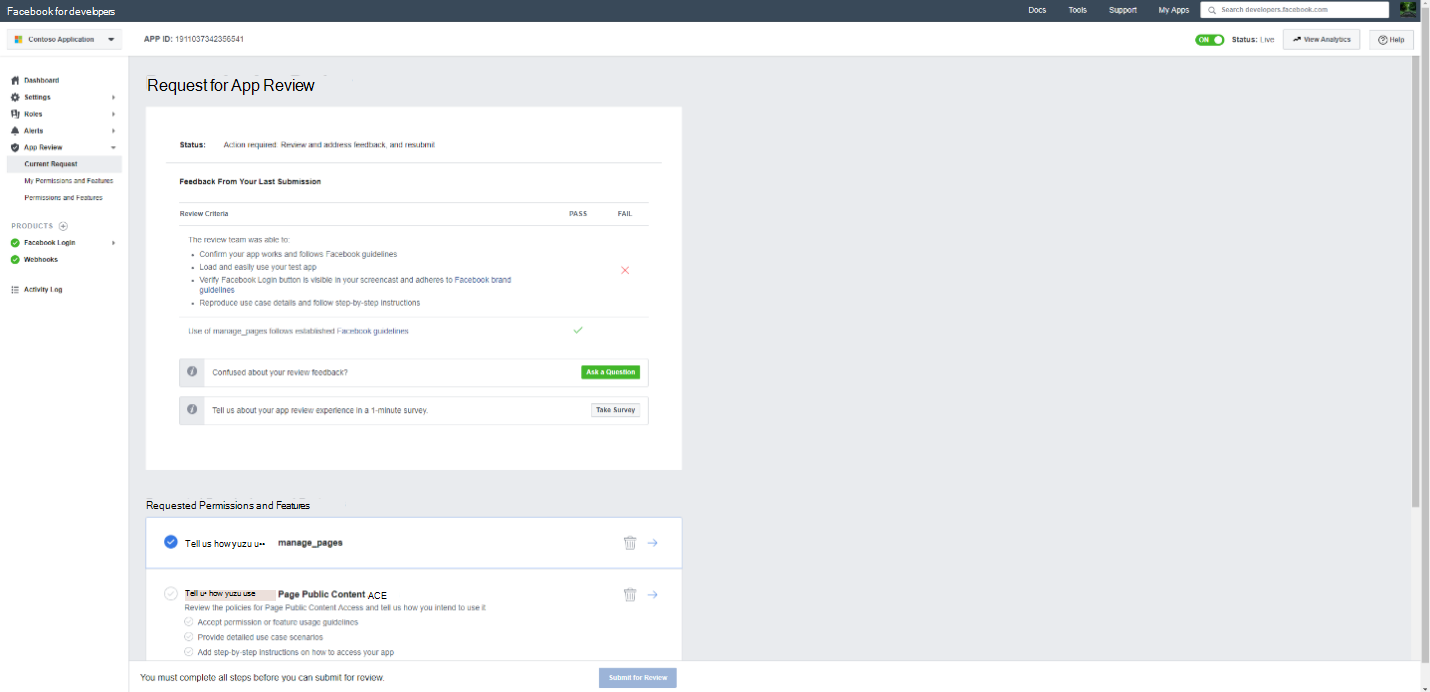 Facebook for developers
Docs Tools Support My Apps Search developers.facebook.com
Contoso Application
APP ID: 1911037342356541
ON Status: Live View Analytics Help
Dashboard
Settings
Roles
Alerts
App Review
Current Request
My Permissions and Features
Permissions and Features
PRODUCTS
Facebook Login
Webhooks
Activity Log
Request for App Review
Status: Action required: Review and address feedback, and resubmit
Feedback From Your Last Submission
Review Criteria PASS FAIL
The review team was able to:
Confirm your app works and follows Facebook guidelines
Load and easily use your test app
Verify Facebook Login button is visible in your screencast and adheres to Facebook brand
guidelines
Reproduce use case details and follow step-by-step instructions
Use of manage_pages follows established Facebook guidelines
Confused about your review feedback? Ask a Question
Tell us about your app review experience in a 1-minute survey. Take Survey
Requested Permissions and Features
Tell us how yuzu u•• manage_pages
Tell u• how yuzu use Page Public Content ACE
Review the policies for Page Public Content Access and tell us how you intend to use it
Accept permission or feature usage guidelines
Provide detailed use case scenarios
Add step-by-step instructions on how to access your app
You must complete all steps before you can submit for review. Submit for Review